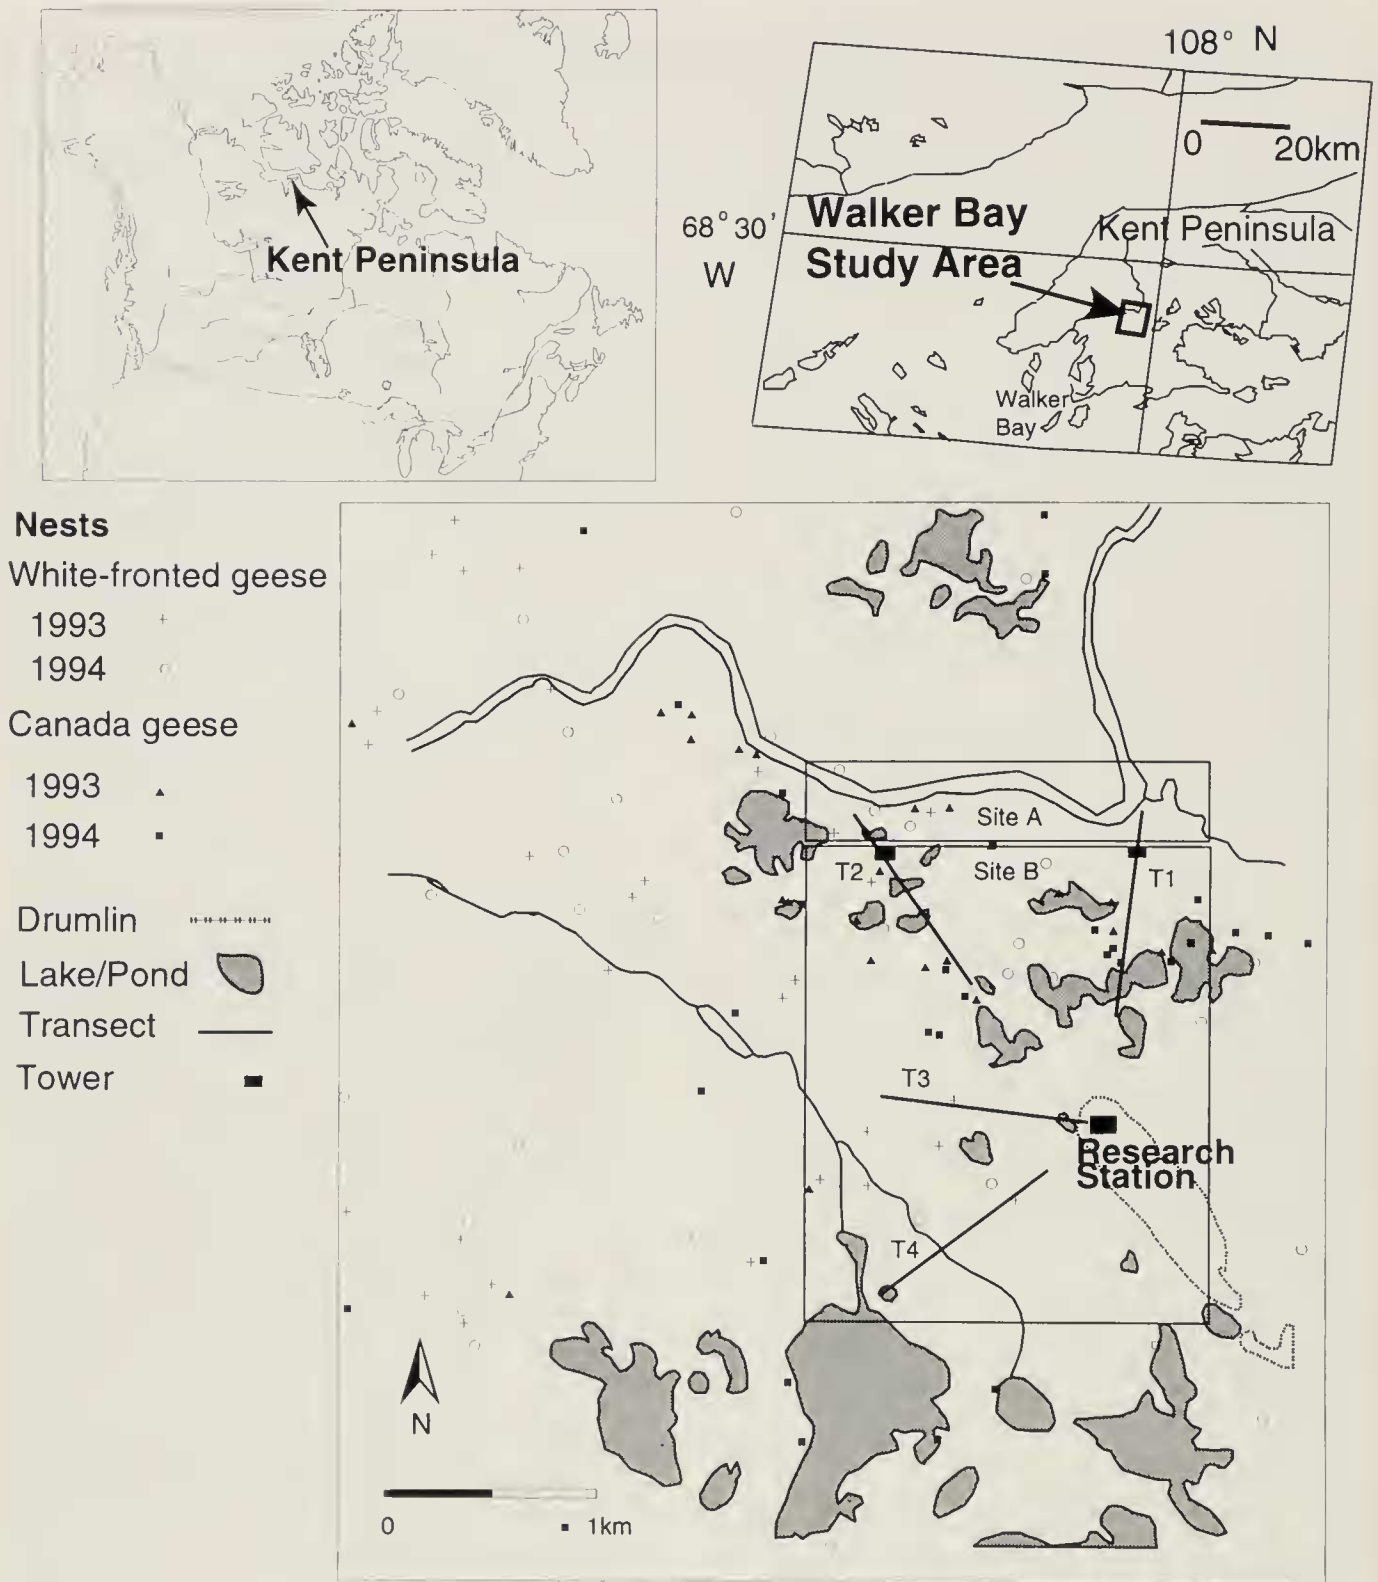 Kent Peninsula
108° N
0 20km
Walker Bay
Study Area
68°30'
W
Kent Peninsula
Walker
Bay
Nests
White-fronted geese
1993
1994
Canada geese
1993
1994
Drumlin
Lake/Pond
Transect
Tower
Site A
Site B
T2
T1
T3
Research
Station
T4
N
0 1km